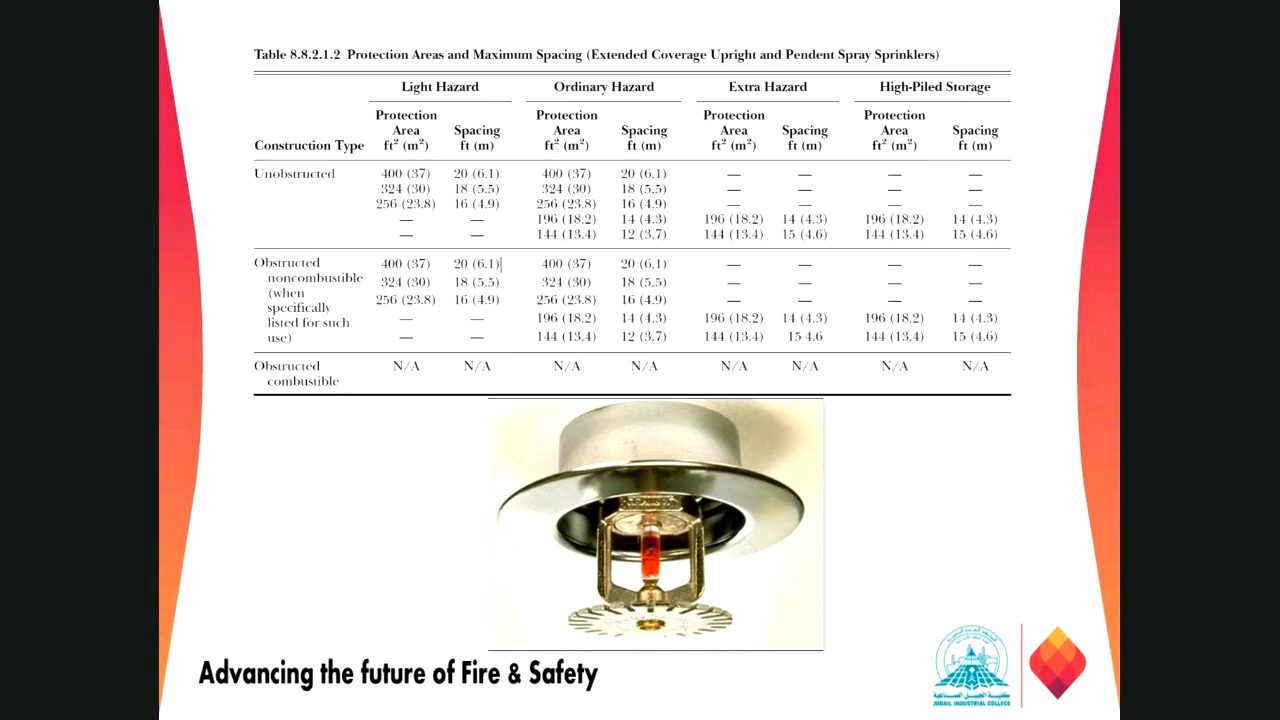 Table 8.8.2.1.2 Protection Areas and Maximum Spacing (Extended Coverage Upright and Pendent Spray Sprinklers)
Light Hazard Ordinary Hazard Extra Hazard High-Piled Storage
Protection Protection Protection Protection
Area Spacing Area Spacing Area Spacing Area Spacing
Construction Type ft² (m²) ft (m) ft² (m²) ft (m) ft² (m²) ft (m) ft² (m²) ft (m)
Unobstructed 400 (37) 20 (6.1) 400 (37) 20 (6.1) — — — —
324 (30) 18 (5.5) 324 (30) 18 (5.5) — — — —
256 (23.8) 16 (4.9) 256 (23.8) 16 (4.9) — — — —
— — 196 (18.2) 14 (4.3) 196 (18.2) 14 (4.3) 196 (18.2) 14 (4.3)
— — 144 (13.4) 12 (3.7) 144 (13.4) 15 (4.6) 144 (13.4) 15 (4.6)
Obstructed 400 (37) 20 (6.1) 400 (37) 20 (6.1) — — — —
noncombustible 324 (30) 18 (5.5) 324 (30) 18 (5.5) — — — —
(when 256 (23.8) 16 (4.9) 256 (23.8) 16 (4.9) — — — —
specifically
listed for such — — 196 (18.2) 14 (4.3) 196 (18.2) 14 (4.3) 196 (18.2) 14 (4.3)
use) — — 144 (13.4) 12 (3.7) 144 (13.4) 15 4.6 144 (13.4) 15 (4.6)
Obstructed N/A N/A N/A N/A N/A N/A N/A N/A
combustible
Advancing the future of Fire & Safety
كلية الجبيل الصناعية
JUBAIL INDUSTRIAL COLLEGE